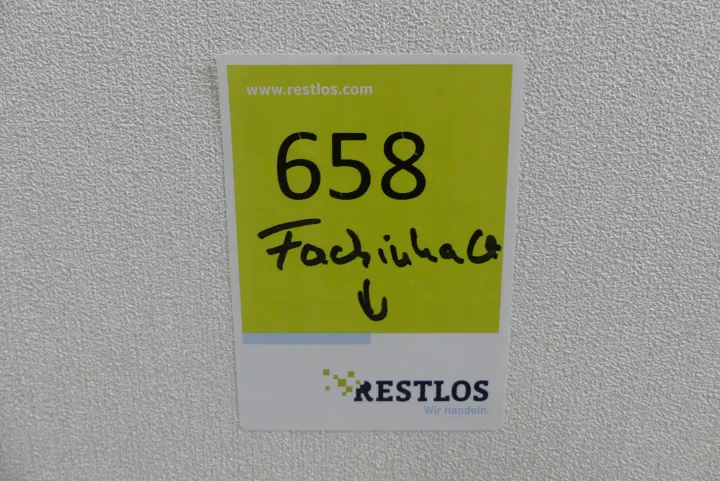 www.restlos.com
658
Fachinhalt
RESTLOS
Wir handeln.